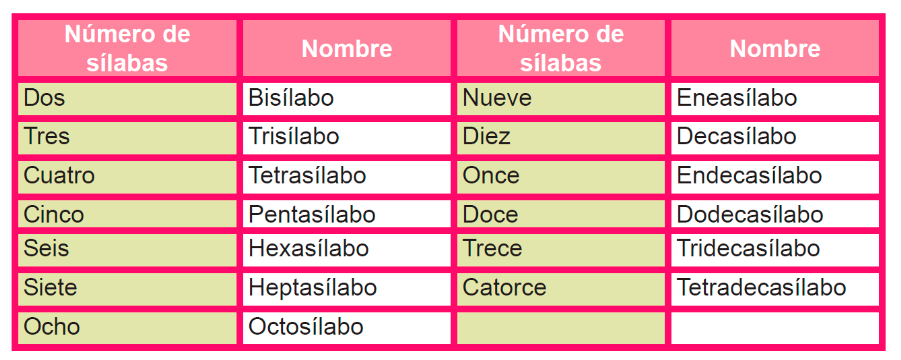 Número de sílabas Nombre Número de sílabas Nombre
Dos Bisílabo Nueve Eneasílabo
Tres Trisílabo Diez Decasílabo
Cuatro Tetrasílabo Once Endecasílabo
Cinco Pentasílabo Doce Dodecasílabo
Seis Hexasílabo Trece Tridecasílabo
Siete Heptasílabo Catorce Tetradecasílabo
Ocho Octosílabo